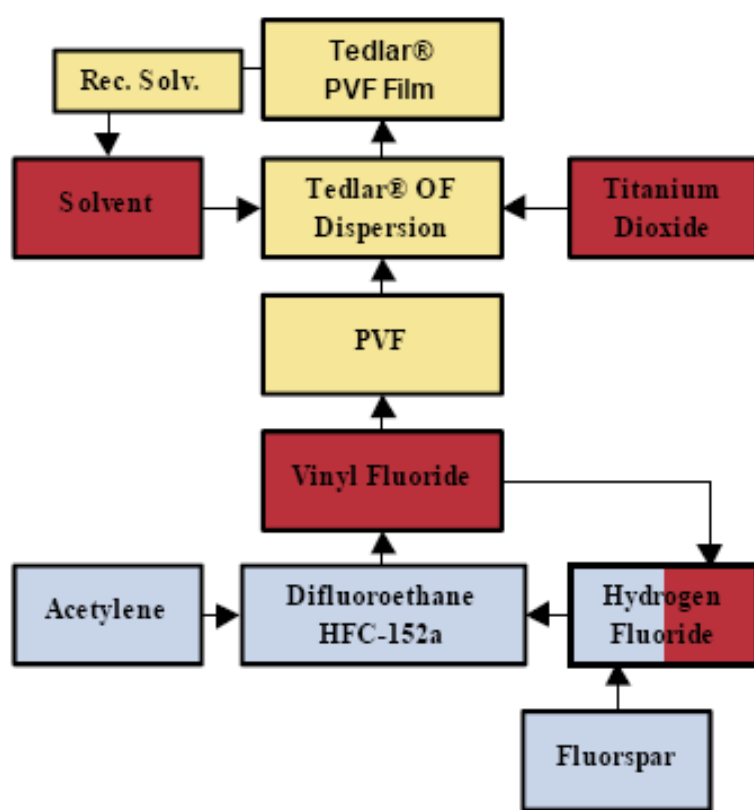 Tedlar®
PVF Film
Rec. Solv.
Solvent
Tedlar® OF
Dispersion
Titanium
Dioxide
PVF
Vinyl Fluoride
Acetylene
Difluoroethane
HFC-152a
Hydrogen
Fluoride
Fluorspar